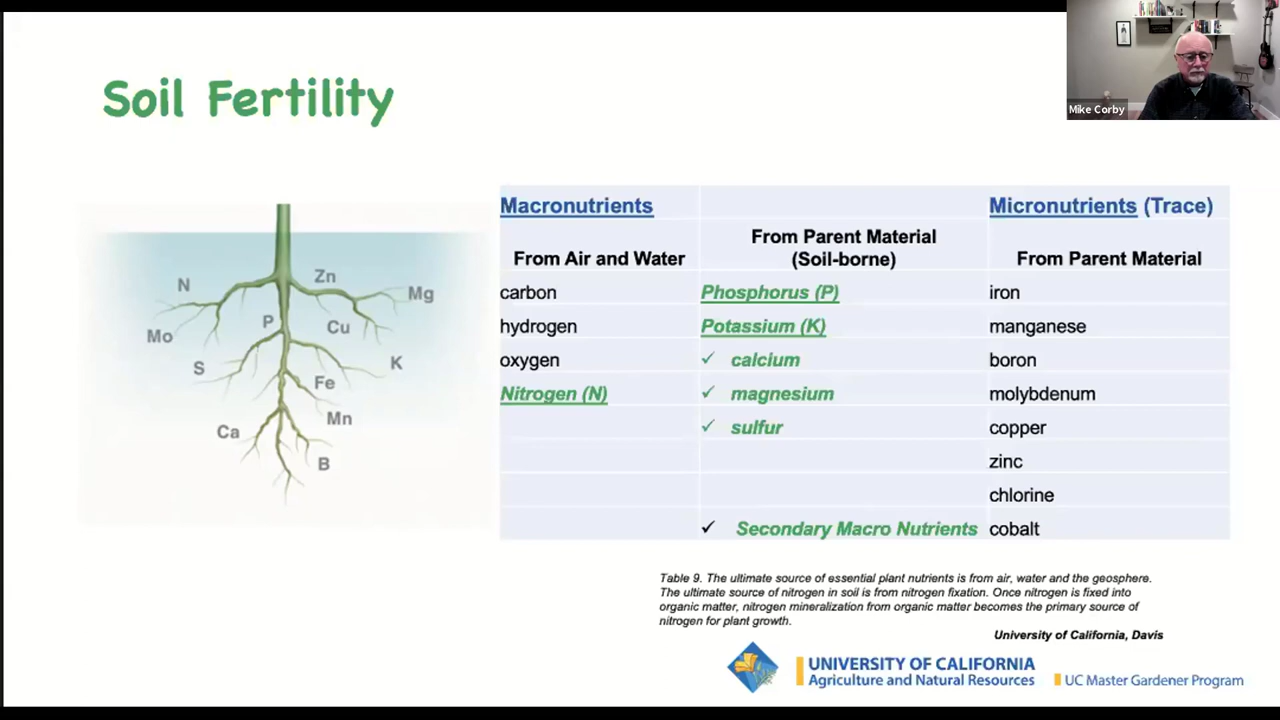 Soil Fertility
Mike Corby
N
Zn
Mg
Mo
P
Cu
S
K
Fe
Mn
Ca
B
Macronutrients
Micronutrients (Trace)
From Air and Water
From Parent Material
(Soil-borne)
From Parent Material
carbon
Phosphorus (P)
iron
hydrogen
Potassium (K)
manganese
oxygen
✓ calcium
boron
Nitrogen (N)
✓ magnesium
molybdenum
✓ sulfur
copper
zinc
chlorine
✓ Secondary Macro Nutrients
cobalt
Table 9. The ultimate source of essential plant nutrients is from air, water and the geosphere.
The ultimate source of nitrogen in soil is from nitrogen fixation. Once nitrogen is fixed into
organic matter, nitrogen mineralization from organic matter becomes the primary source of
nitrogen for plant growth.
University of California, Davis
UNIVERSITY OF CALIFORNIA
Agriculture and Natural Resources
UC Master Gardener Program